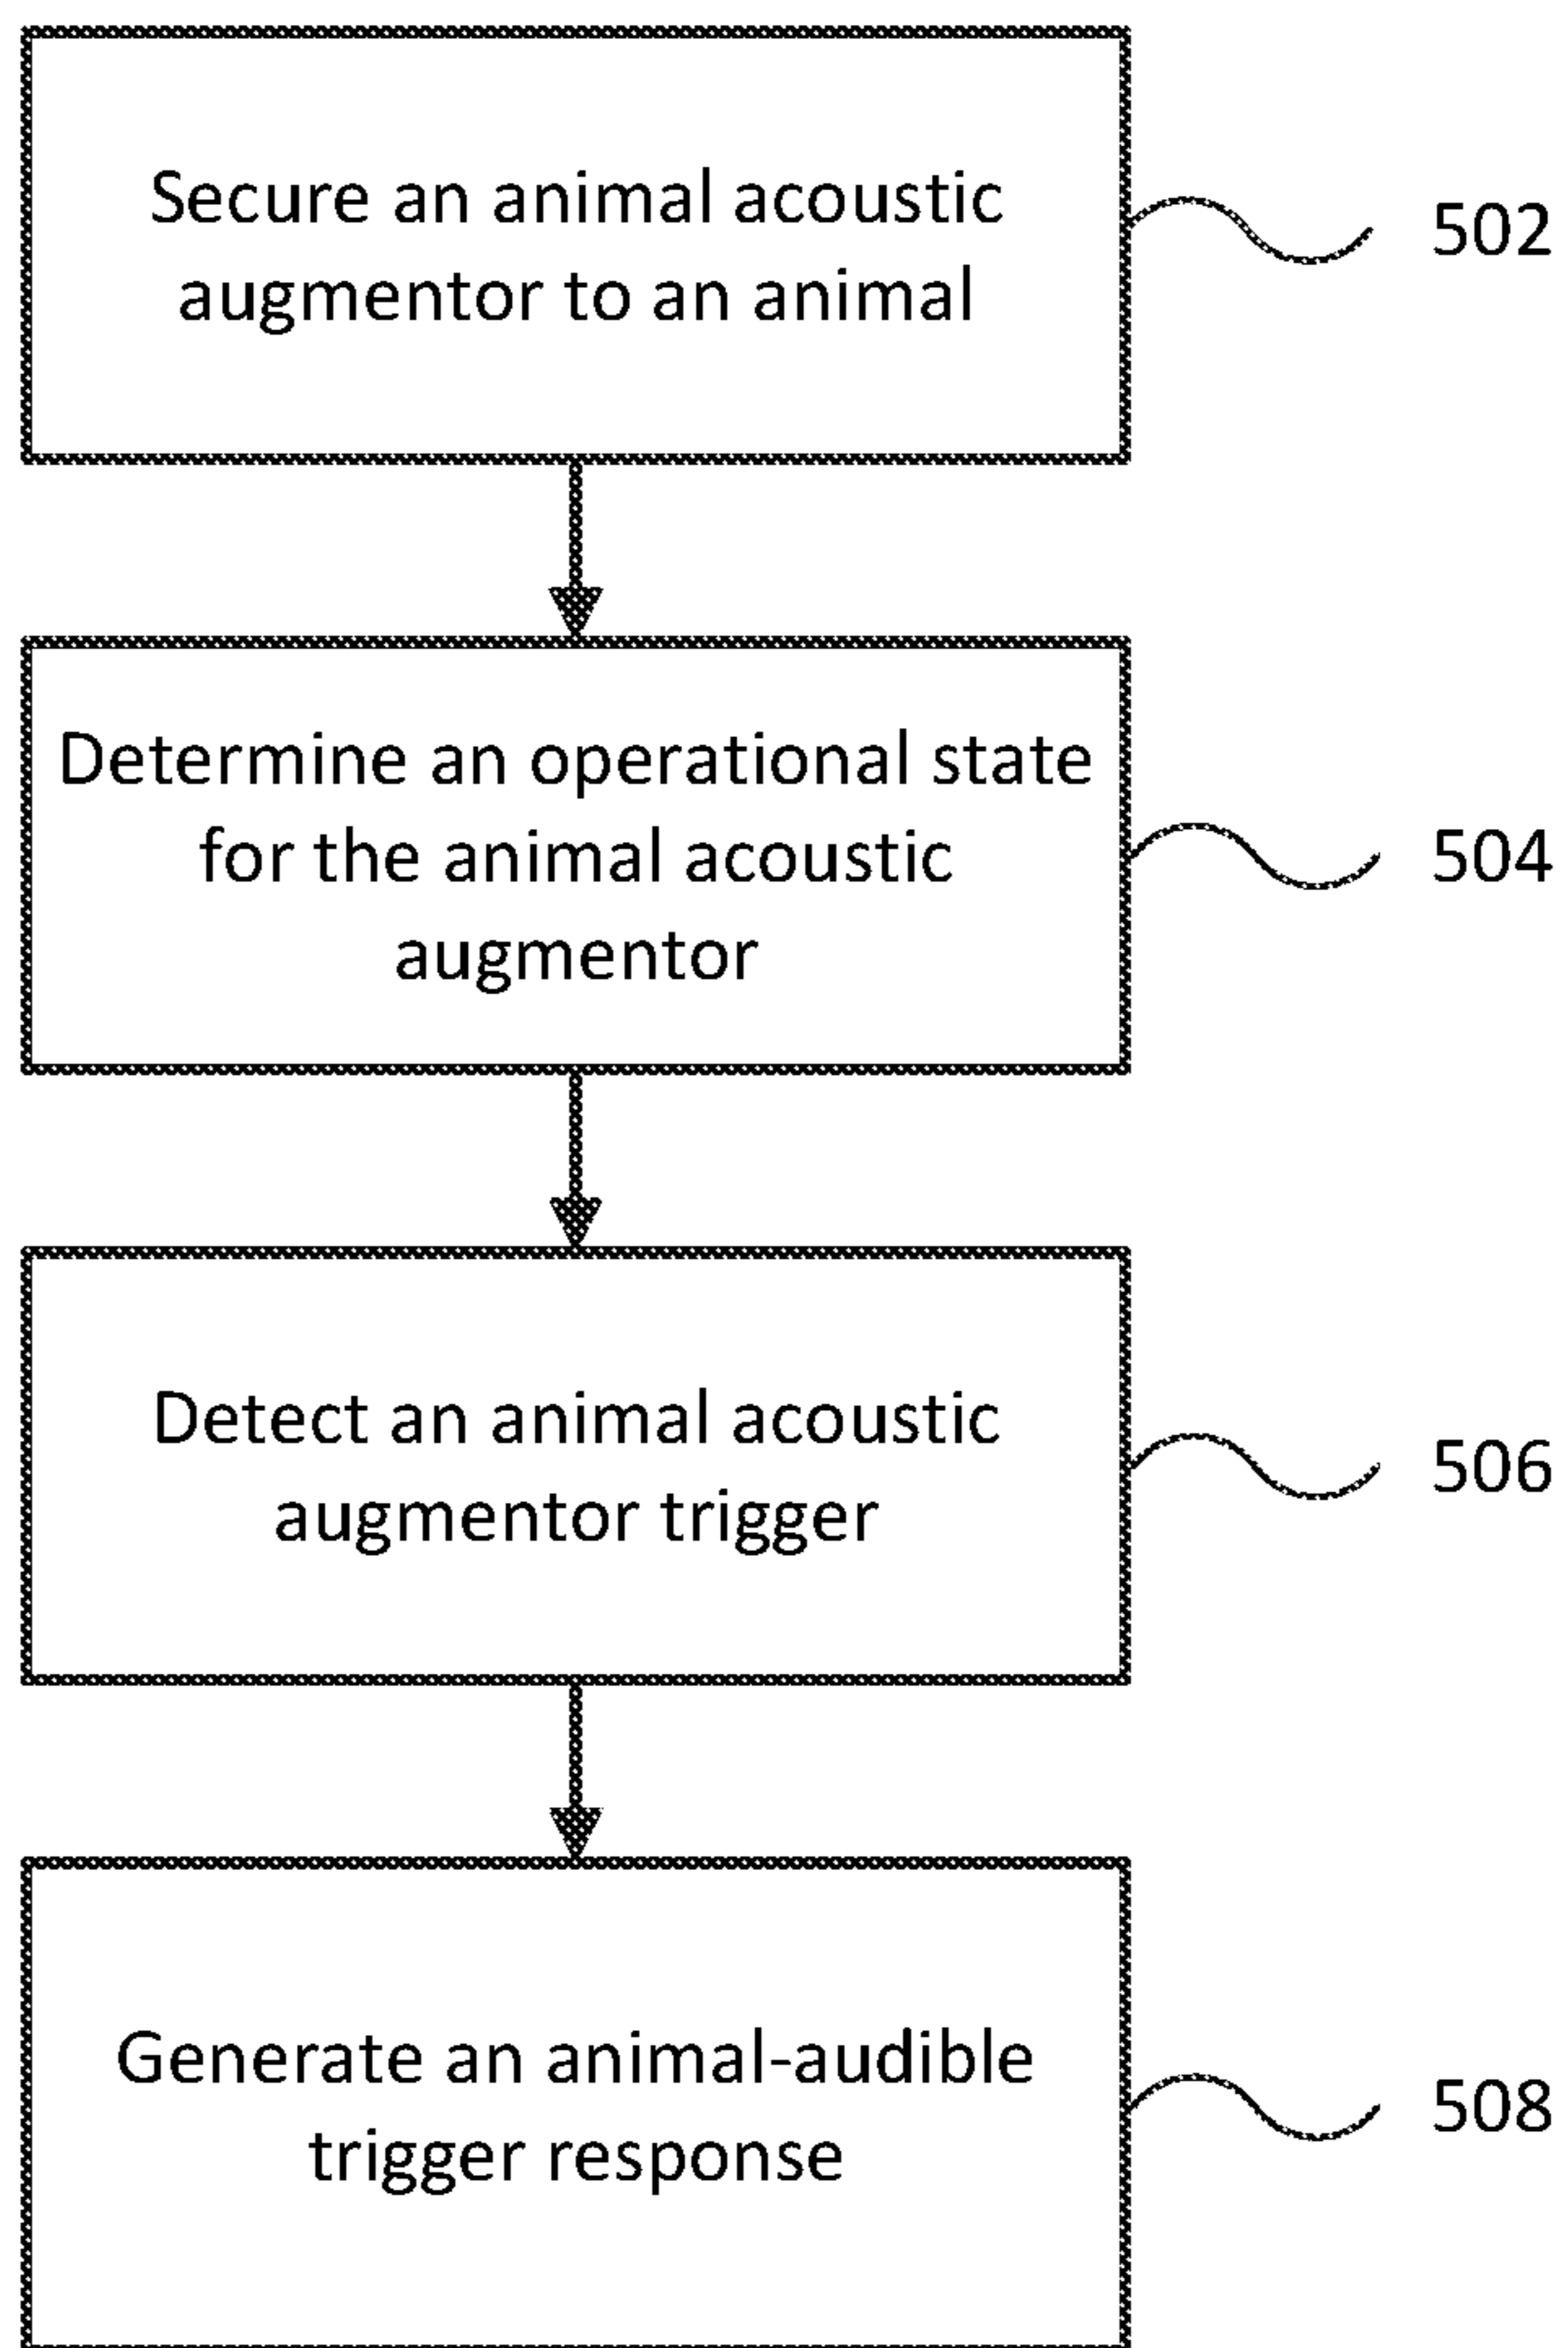 Secure an animal acoustic
augmentor to an animal
502
Determine an operational state
for the animal acoustic
augmentor
504
Detect an animal acoustic
augmentor trigger
506
Generate an animal-audible
trigger response
508